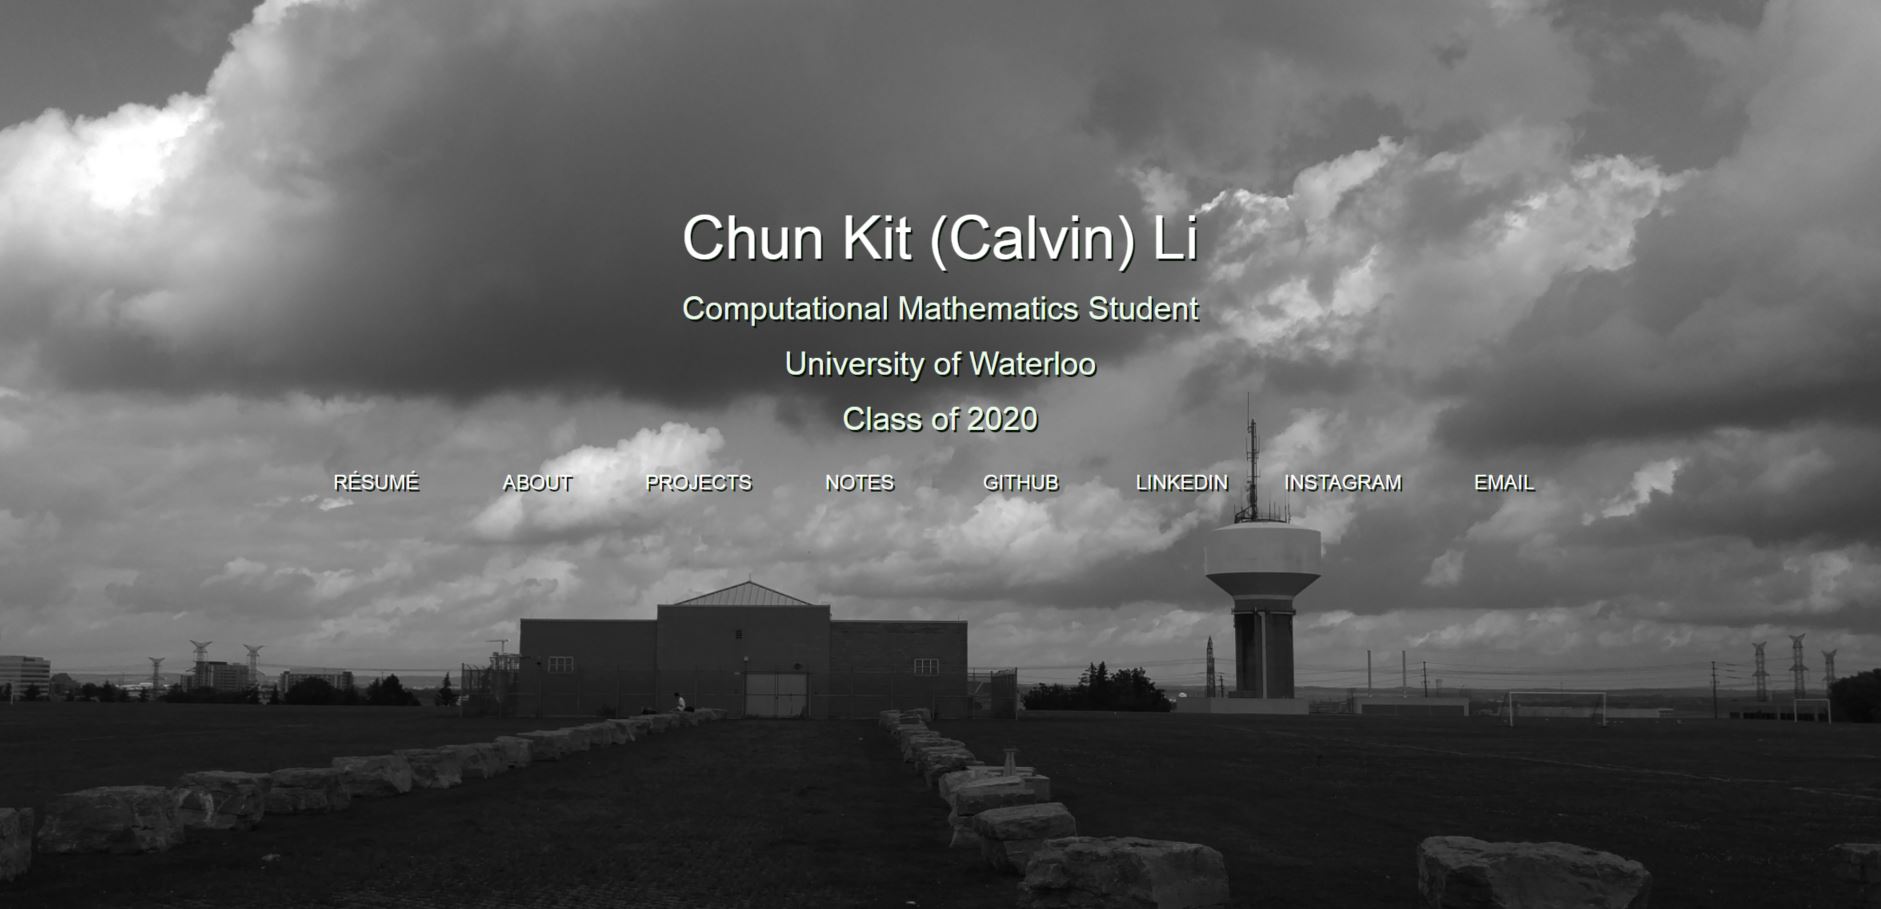 Chun Kit (Calvin) Li
Computational Mathematics Student
University of Waterloo
Class of 2020
RÉSUMÉ ABOUT PROJECTS NOTES GITHUB LINKEDIN INSTAGRAM EMAIL